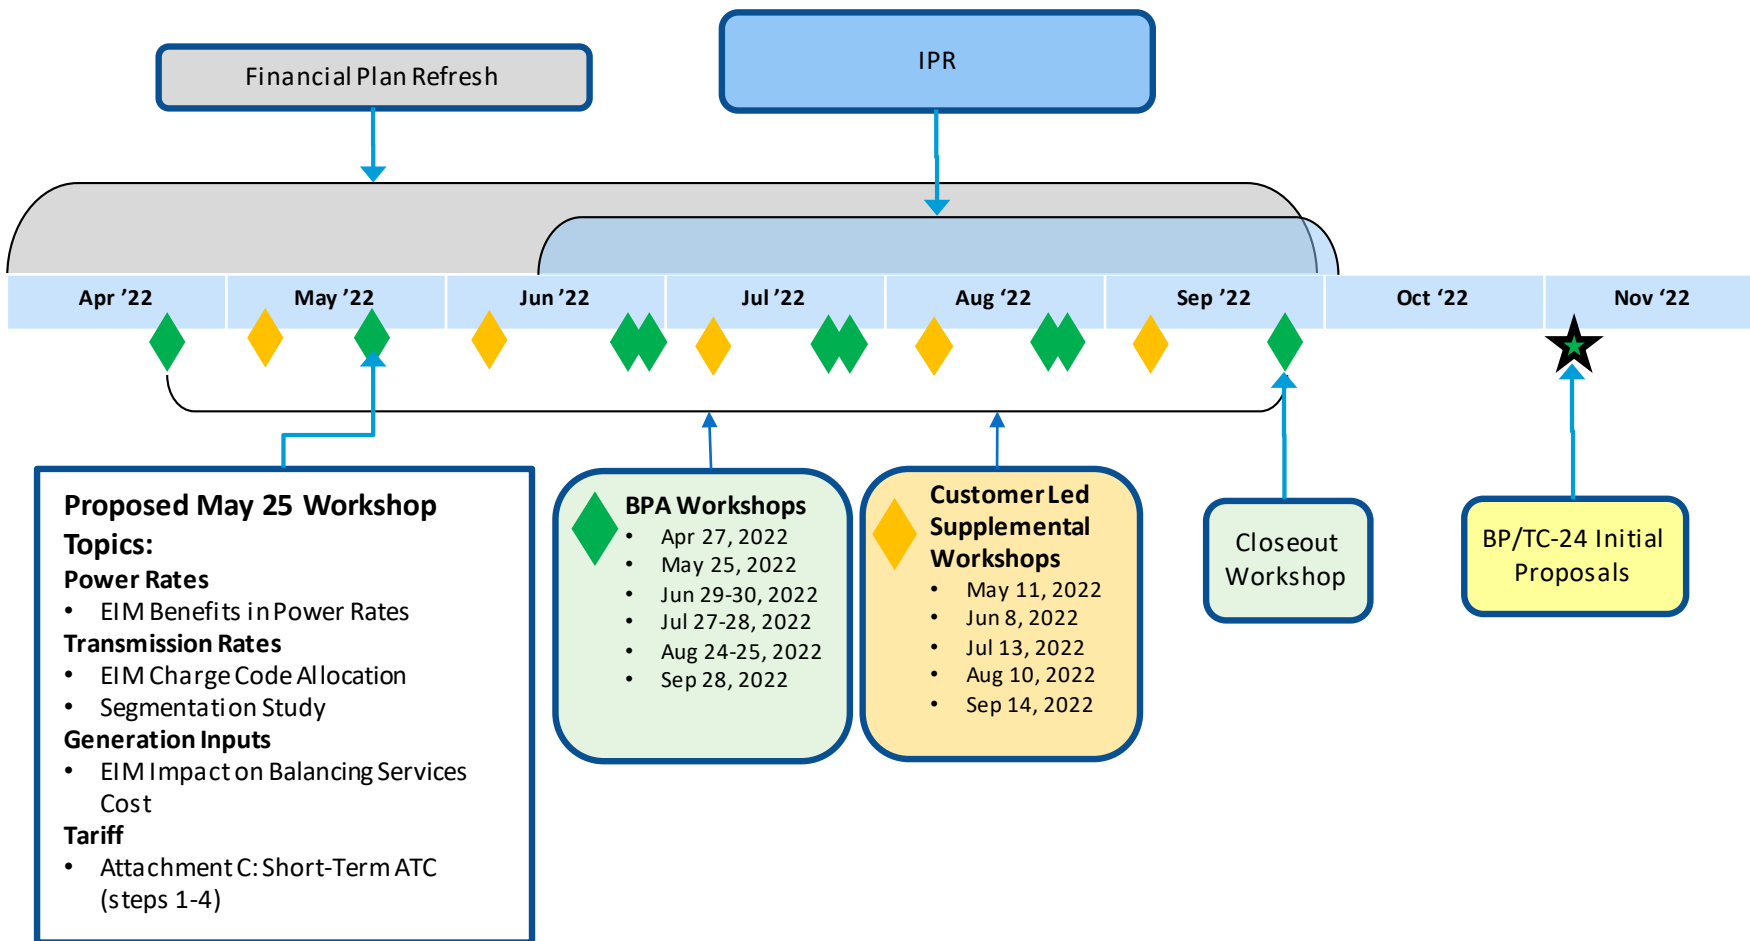 Financial Plan Refresh
IPR
Apr ’22
May ’22
Jun ’22
Jul ’22
Aug ’22
Sep ’22
Oct ‘22
Nov ‘22
Proposed May 25 Workshop
Topics:
Power Rates
• EIM Benefits in Power Rates
Transmission Rates
• EIM Charge Code Allocation
• Segmentation Study
Generation Inputs
• EIM Impact on Balancing Services
Cost
Tariff
• Attachment C: Short-Term ATC
(steps 1-4)
BPA Workshops
• Apr 27, 2022
• May 25, 2022
• Jun 29-30, 2022
• Jul 27-28, 2022
• Aug 24-25, 2022
• Sep 28, 2022
Customer Led
Supplemental
Workshops
• May 11, 2022
• Jun 8, 2022
• Jul 13, 2022
• Aug 10, 2022
• Sep 14, 2022
Closeout
Workshop
BP/TC-24 Initial
Proposals